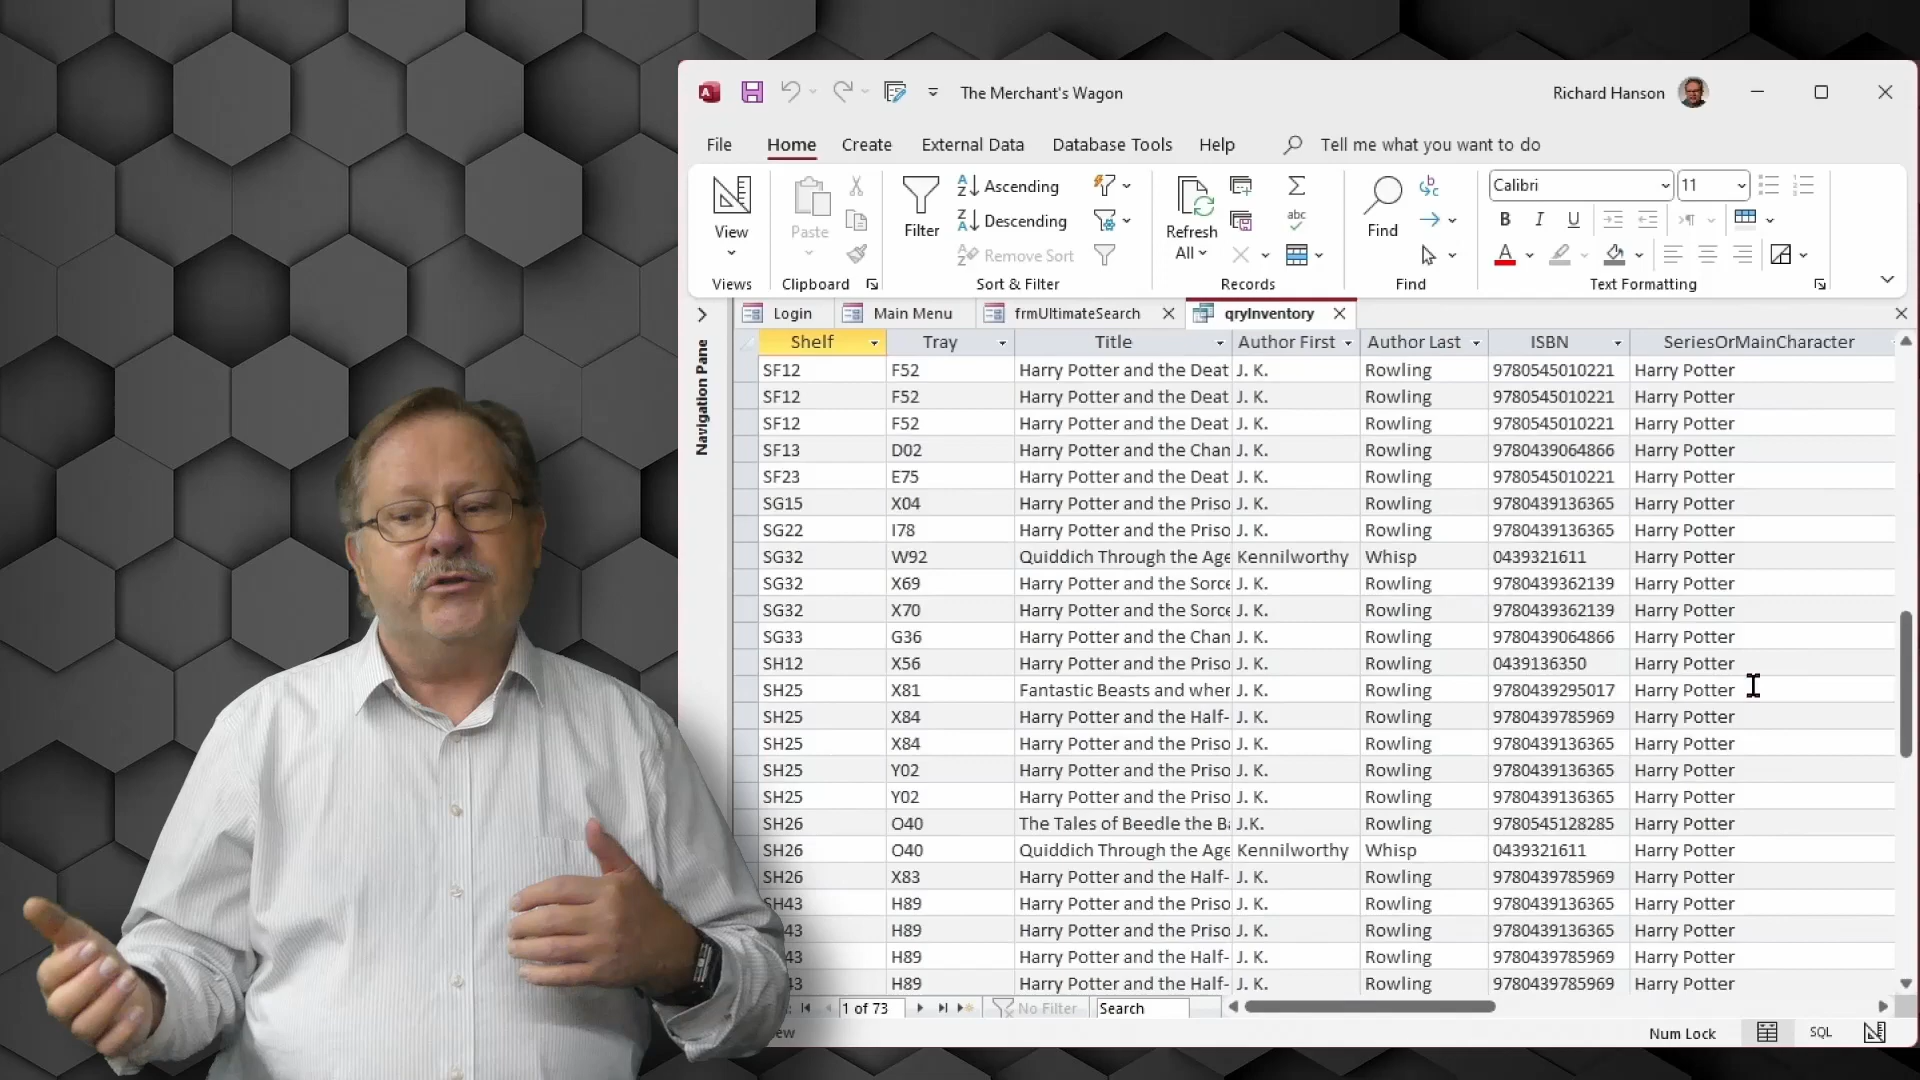 The Merchant's Wagon
Richard Hanson
File Home Create External Data Database Tools Help Tell me what you want to do
View
Paste
Filter
Ascending
Descending
Remove Sort
Refresh All
Find
Calibri
11
B I U
Views Clipboard Sort & Filter Records Find Text Formatting
Login Main Menu frmUltimateSearch qryInventory
Navigation Pane
Shelf Tray Title Author First Author Last ISBN SeriesOrMainCharacter
SF12 F52 Harry Potter and the Deat J. K. Rowling 9780545010221 Harry Potter
SF12 F52 Harry Potter and the Deat J. K. Rowling 9780545010221 Harry Potter
SF12 F52 Harry Potter and the Deat J. K. Rowling 9780545010221 Harry Potter
SF13 D02 Harry Potter and the Chan J. K. Rowling 9780439064866 Harry Potter
SF23 E75 Harry Potter and the Deat J. K. Rowling 9780545010221 Harry Potter
SG15 X04 Harry Potter and the Priso J. K. Rowling 9780439136365 Harry Potter
SG22 I78 Harry Potter and the Priso J. K. Rowling 9780439136365 Harry Potter
SG32 W92 Quiddich Through the Age Kennilworthy Whisp 0439321611 Harry Potter
SG32 X69 Harry Potter and the Sorce J. K. Rowling 9780439362139 Harry Potter
SG32 X70 Harry Potter and the Sorce J. K. Rowling 9780439362139 Harry Potter
SG33 G36 Harry Potter and the Chan J. K. Rowling 9780439064866 Harry Potter
SH12 X56 Harry Potter and the Priso J. K. Rowling 0439136350 Harry Potter
SH25 X81 Fantastic Beasts and wher J. K. Rowling 9780439295017 Harry Potter
SH25 X84 Harry Potter and the Half- J. K. Rowling 9780439785969 Harry Potter
SH25 X84 Harry Potter and the Priso J. K. Rowling 9780439136365 Harry Potter
SH25 Y02 Harry Potter and the Priso J. K. Rowling 9780439136365 Harry Potter
SH25 Y02 Harry Potter and the Priso J. K. Rowling 9780439136365 Harry Potter
SH26 O40 The Tales of Beedle the Ba J.K. Rowling 9780545128285 Harry Potter
SH26 O40 Quiddich Through the Age Kennilworthy Whisp 0439321611 Harry Potter
SH26 X83 Harry Potter and the Half- J. K. Rowling 9780439785969 Harry Potter
SH43 H89 Harry Potter and the Priso J. K. Rowling 9780439136365 Harry Potter
43 H89 Harry Potter and the Priso J. K. Rowling 9780439136365 Harry Potter
43 H89 Harry Potter and the Half- J. K. Rowling 9780439785969 Harry Potter
43 H89 Harry Potter and the Half- J. K. Rowling 9780439785969 Harry Potter
1 of 73 No Filter Search
ew Num Lock SQL